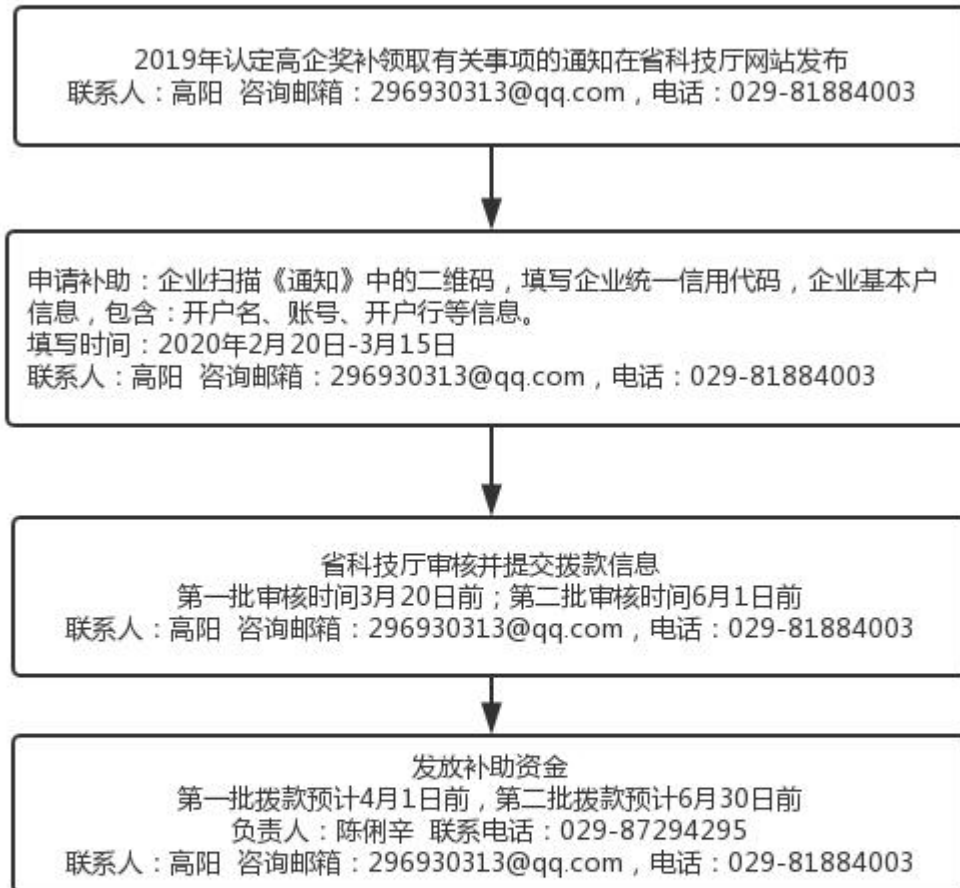 2019年认定高企奖补领取有关事项的通知在省科技厅网站发布
联系人：高阳 咨询邮箱：296930313@qq.com，电话：029-81884003
申请补助：企业扫描《通知》中的二维码，填写企业统一信用代码，企业基本户
信息，包含：开户名、账号、开户行等信息。
填写时间：2020年2月20日-3月15日
联系人：高阳 咨询邮箱：296930313@qq.com，电话：029-81884003
省科技厅审核并提交拨款信息
第一批审核时间3月20日前；第二批审核时间6月1日前
联系人：高阳 咨询邮箱：296930313@qq.com，电话：029-81884003
发放补助资金
第一批拨款预计4月1日前，第二批拨款预计6月30日前
负责人：陈俐辛 联系电话：029-87294295
联系人：高阳 咨询邮箱：296930313@qq.com，电话：029-81884003